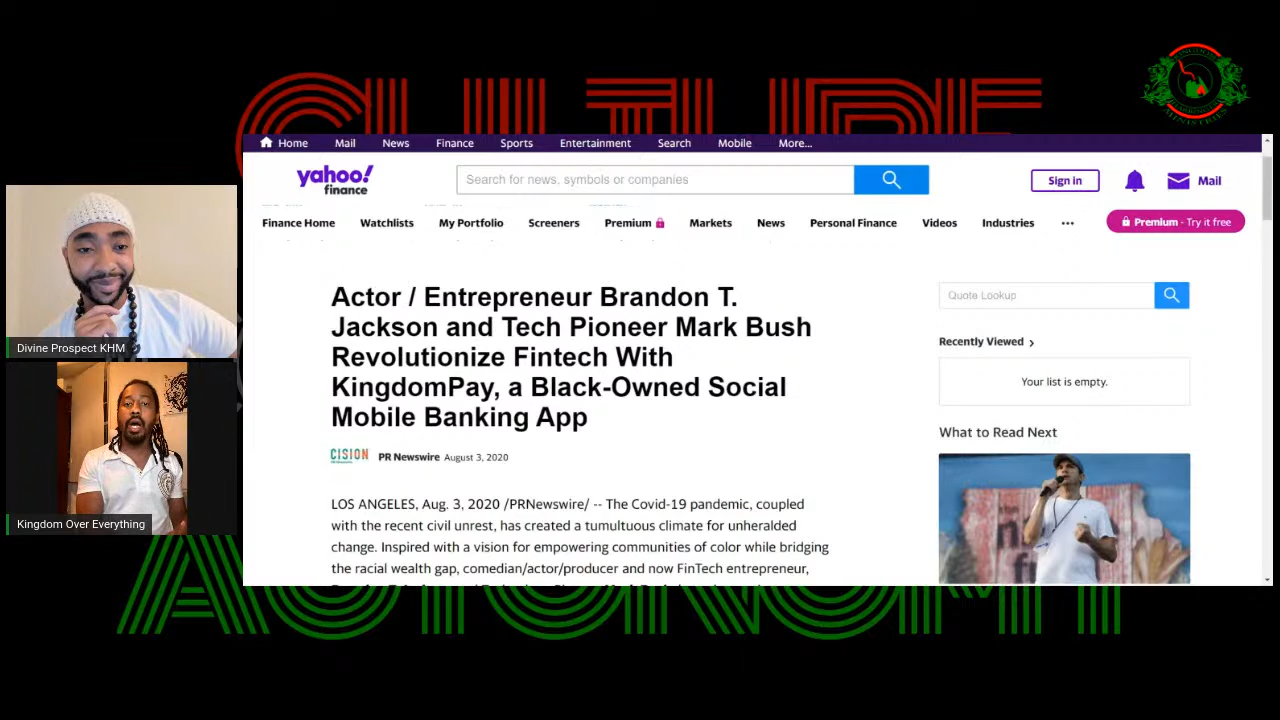 Home Mail News Finance Sports Entertainment Search Mobile More...
yahoo!
finance
Search for news, symbols or companies
Sign in
Mail
Finance Home Watchlists My Portfolio Screeners Premium Markets News Personal Finance Videos Industries ...
Premium - Try it free
Actor / Entrepreneur Brandon T.
Jackson and Tech Pioneer Mark Bush
Revolutionize Fintech With
KingdomPay, a Black-Owned Social
Mobile Banking App
CISION
PR Newswire August 3, 2020
LOS ANGELES, Aug. 3, 2020 /PRNewswire/ -- The Covid-19 pandemic, coupled
with the recent civil unrest, has created a tumultuous climate for unheralded
change. Inspired with a vision for empowering communities of color while bridging
the racial wealth gap, comedian/actor/producer and now FinTech entrepreneur,
Quote Lookup
Recently Viewed
Your list is empty.
What to Read Next
Divine Prospect KHM
Kingdom Over Everything